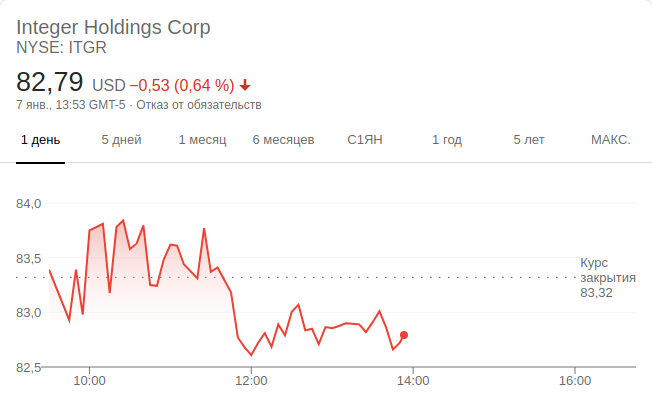 Integer Holdings Corp
NYSE: ITGR
82,79 USD −0,53 (0,64 %)
7 янв., 13:53 GMT-5 · Отказ от обязательств
1 день 5 дней 1 месяц 6 месяцев С1ЯН 1 год 5 лет МАКС.
84,0
83,5
Курс
закрытия
83,32
83,0
82,5
10:00 12:00 14:00 16:00